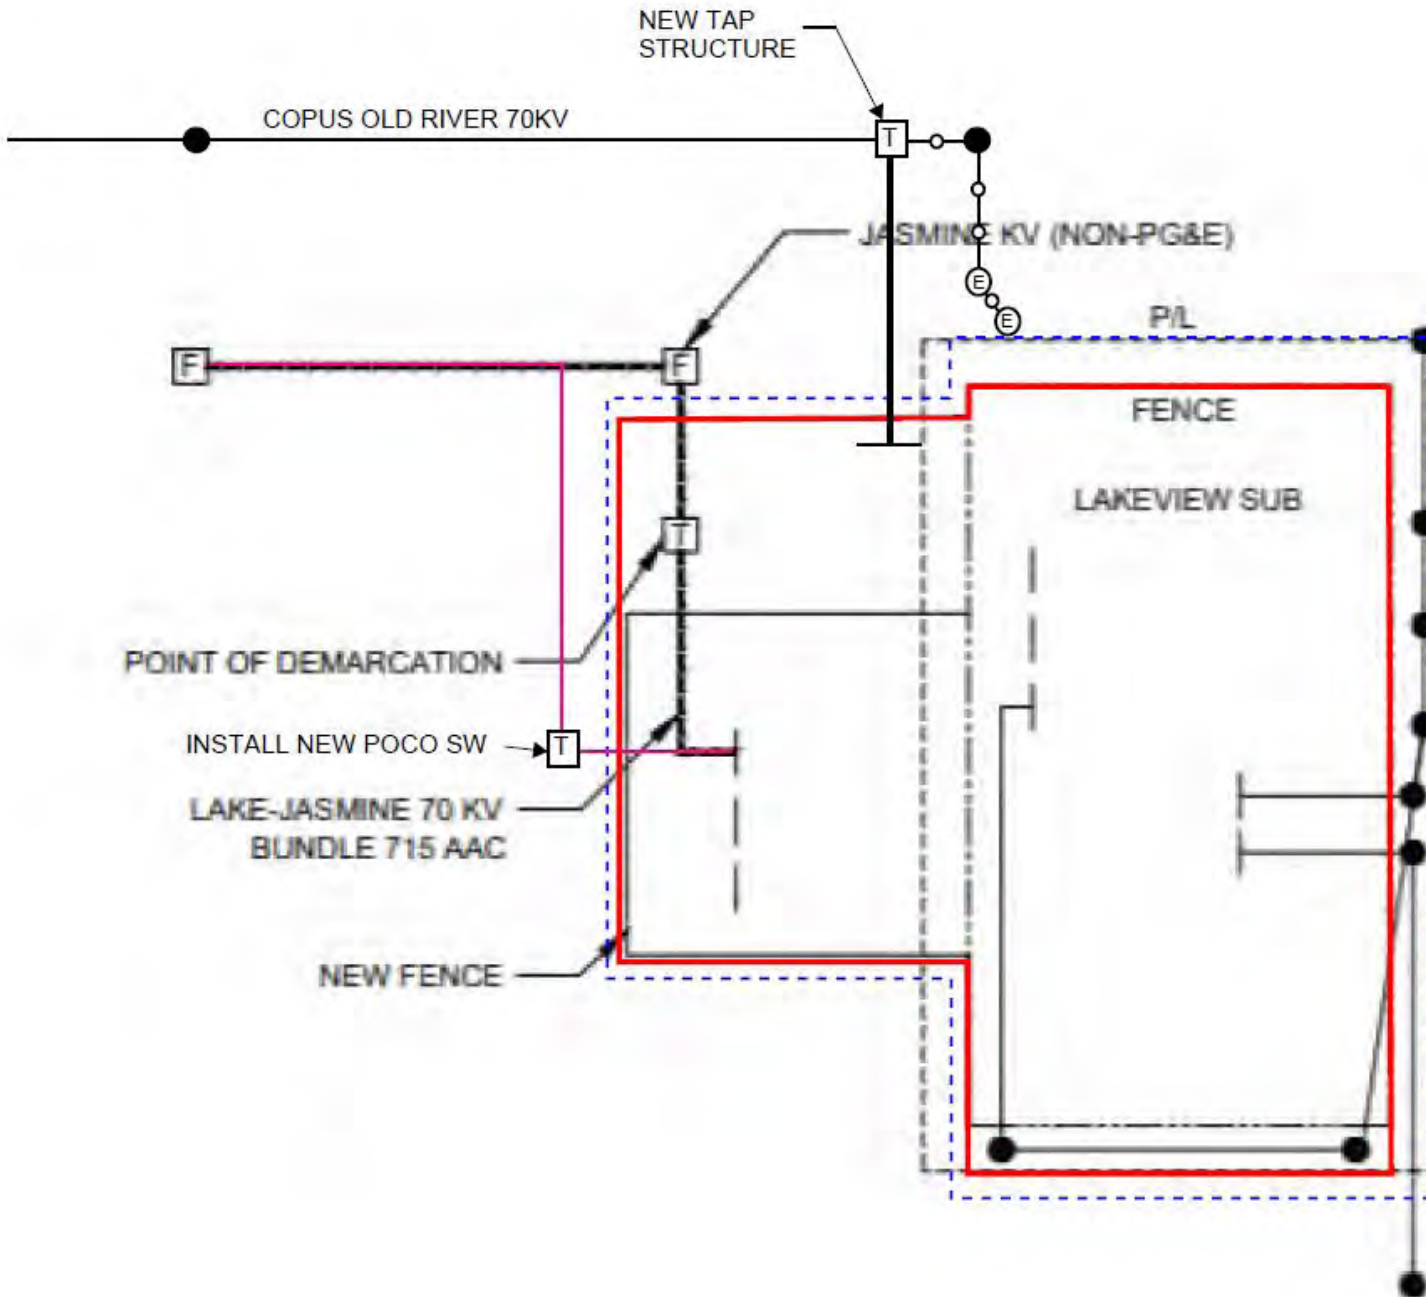 NEW TAP
STRUCTURE
COPUS OLD RIVER 70KV
T
JASMINE KV (NON-PG&E)
E
E
P/L
F
F
FENCE
LAKEVIEW SUB
T
POINT OF DEMARCATION
INSTALL NEW POCO SW
T
LAKE-JASMINE 70 KV
BUNDLE 715 AAC
NEW FENCE